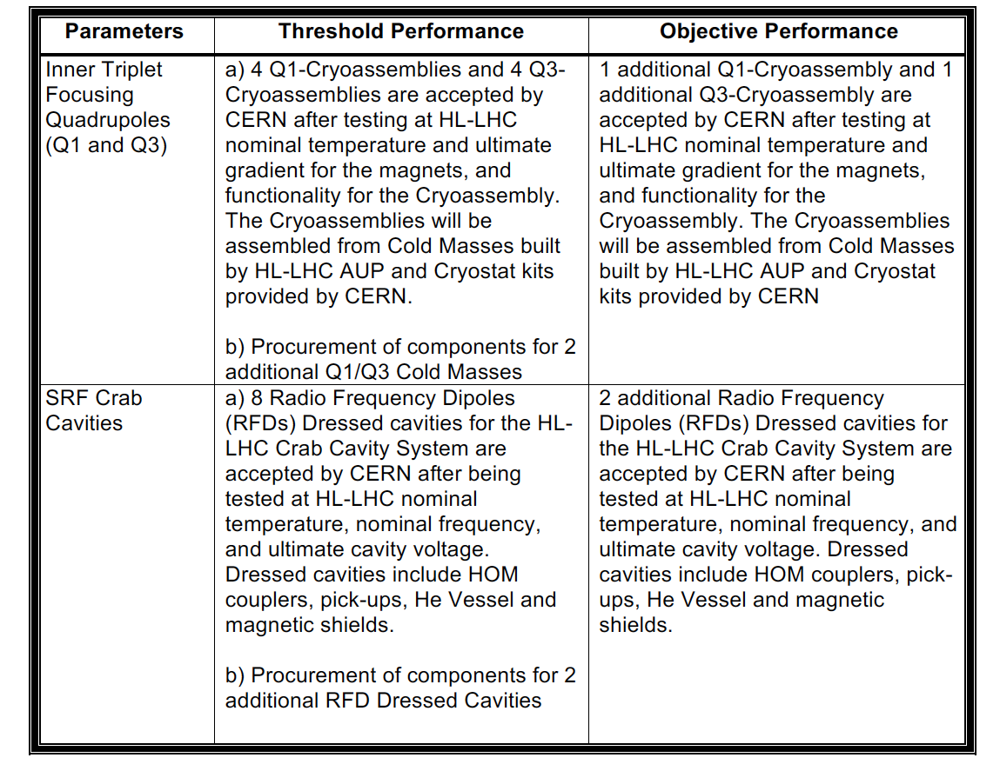 Parameters
Threshold Performance
Objective Performance
Inner Triplet
Focusing
Quadrupoles
(Q1 and Q3)
a) 4 Q1-Cryoassemblies and 4 Q3-
Cryoassemblies are accepted by
CERN after testing at HL-LHC
nominal temperature and ultimate
gradient for the magnets, and
functionality for the Cryoassembly.
The Cryoassemblies will be
assembled from Cold Masses built
by HL-LHC AUP and Cryostat kits
provided by CERN.
b) Procurement of components for 2
additional Q1/Q3 Cold Masses
1 additional Q1-Cryoassembly and 1
additional Q3-Cryoassembly are
accepted by CERN after testing at
HL-LHC nominal temperature and
ultimate gradient for the magnets,
and functionality for the
Cryoassembly. The Cryoassemblies
will be assembled from Cold Masses
built by HL-LHC AUP and Cryostat
kits provided by CERN
SRF Crab
Cavities
a) 8 Radio Frequency Dipoles
(RFDs) Dressed cavities for the HL-
LHC Crab Cavity System are
accepted by CERN after being
tested at HL-LHC nominal
temperature, nominal frequency,
and ultimate cavity voltage.
Dressed cavities include HOM
couplers, pick-ups, He Vessel and
magnetic shields.
b) Procurement of components for 2
additional RFD Dressed Cavities
2 additional Radio Frequency
Dipoles (RFDs) Dressed cavities for
the HL-LHC Crab Cavity System are
accepted by CERN after being
tested at HL-LHC nominal
temperature, nominal frequency, and
ultimate cavity voltage. Dressed
cavities include HOM couplers, pick-
ups, He Vessel and magnetic
shields.